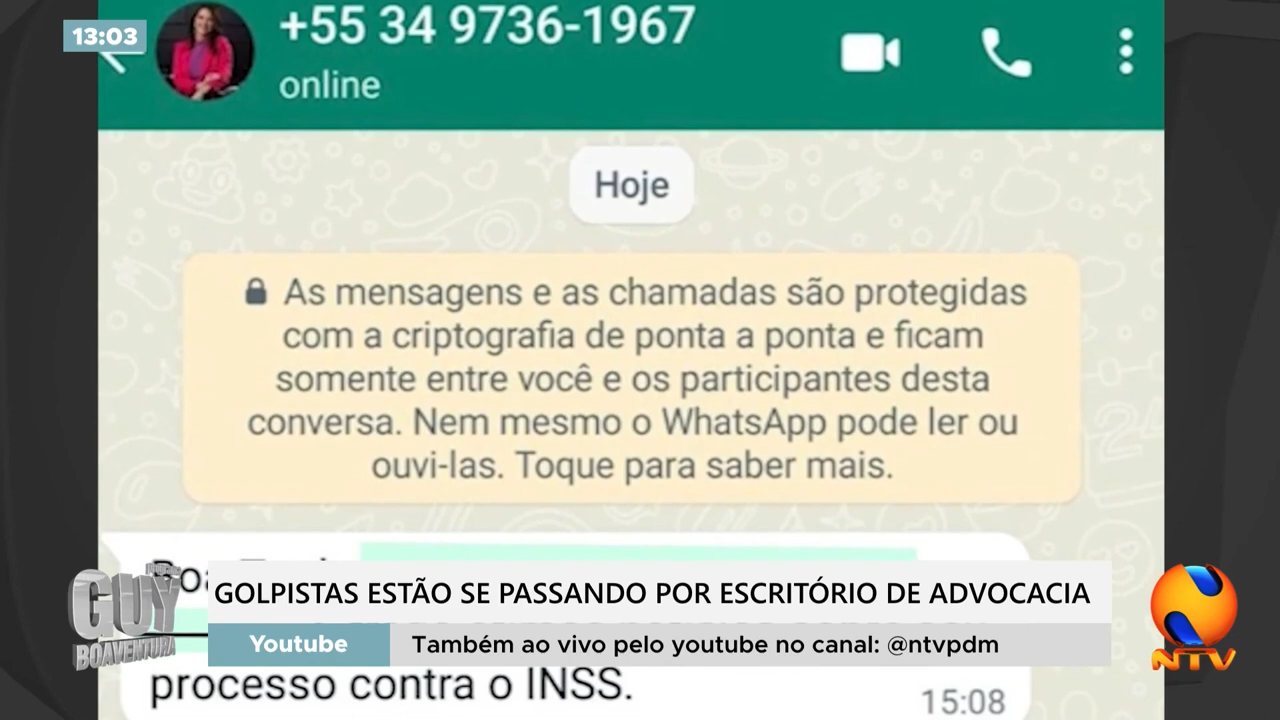 13:03
+55 34 9736-1967
online
Hoje
As mensagens e as chamadas são protegidas
com a criptografia de ponta a ponta e ficam
somente entre você e os participantes desta
conversa. Nem mesmo o WhatsApp pode ler ou
ouvi-las. Toque para saber mais.
GUY
BOAVENTURA
GOLPISTAS ESTÃO SE PASSANDO POR ESCRITÓRIO DE ADVOCACIA
Youtube
Também ao vivo pelo youtube no canal: @ntvpdm
NTV
processo contra o INSS.
15:08